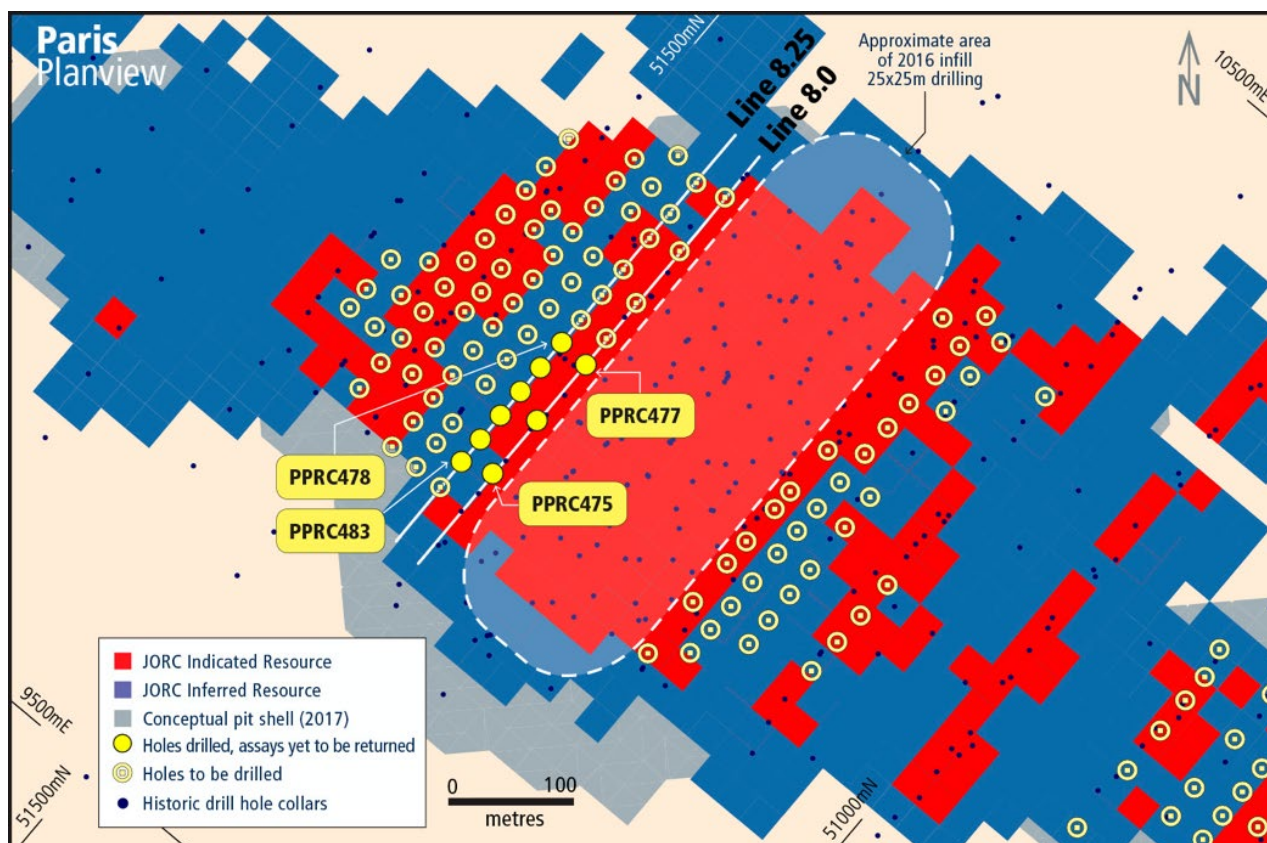 Paris
Planview
51500mN
Line 8.25
Line 8.0
Approximate area
of 2016 infill
25x25m drilling
N
10500mE
PPRC477
PPRC478
PPRC475
PPRC483
JORC Indicated Resource
JORC Inferred Resource
Conceptual pit shell (2017)
Holes drilled, assays yet to be returned
Holes to be drilled
Historic drill hole collars
9500mE
51500mN
0 100
metres
51000mN